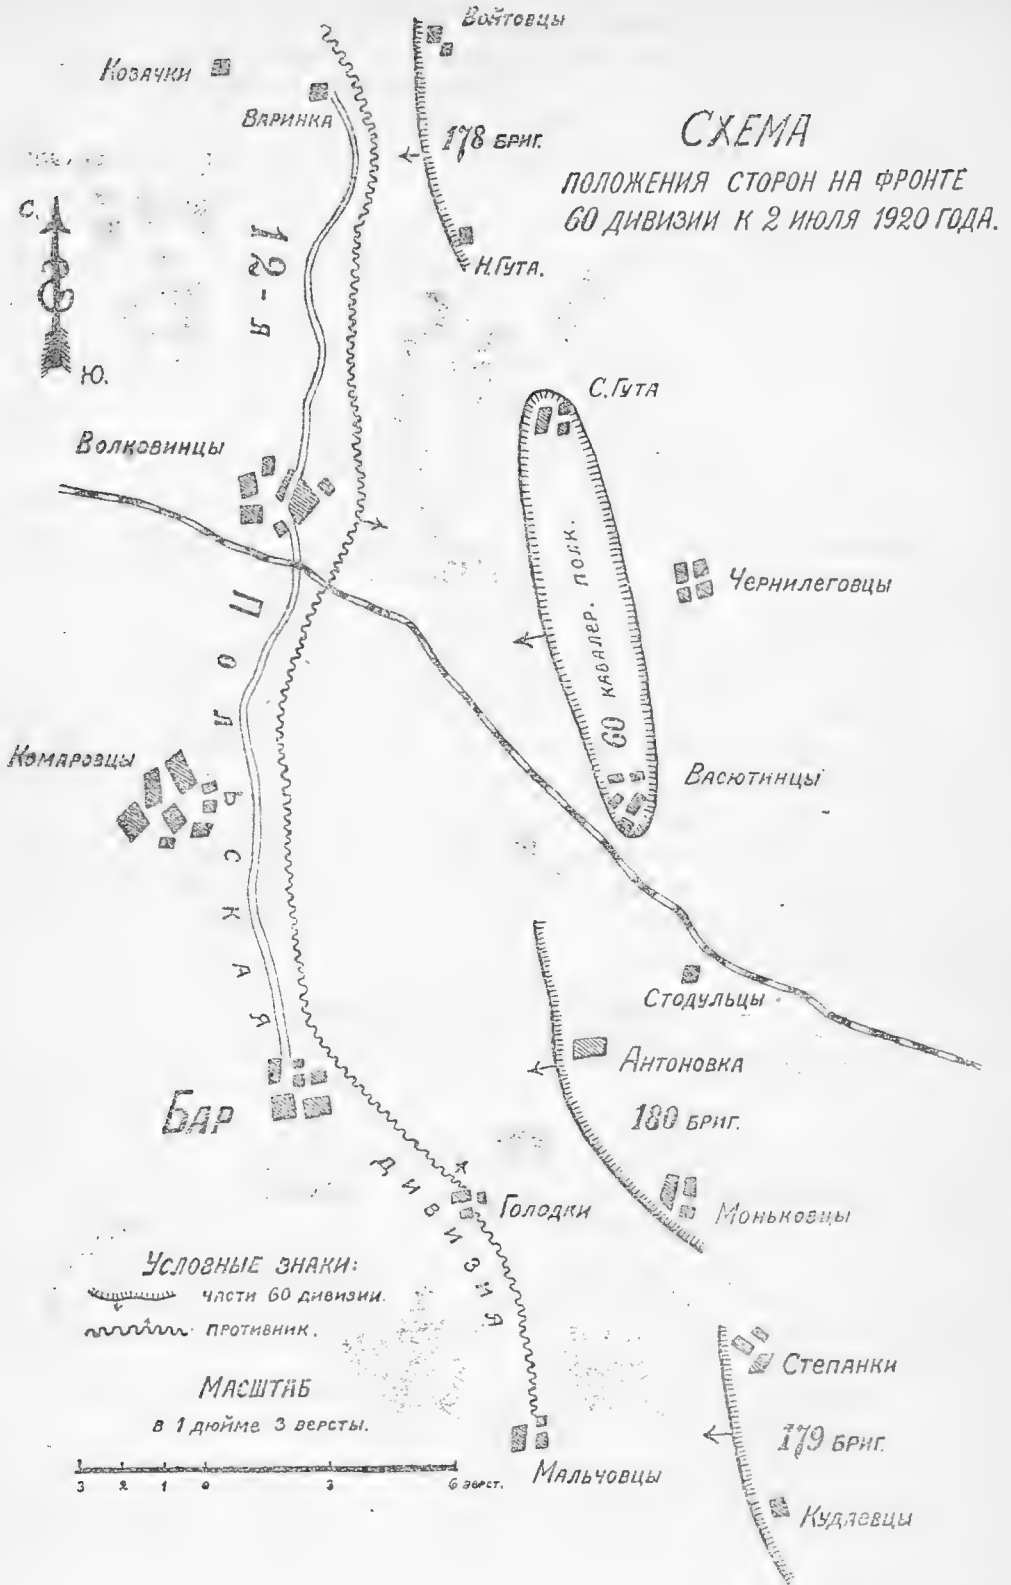 Войтовцы
Козачки
Варинка
СХЕМА
178 БРИГ.
ПОЛОЖЕНИЯ СТОРОН НА ФРОНТЕ
60 ДИВИЗИИ К 2 ИЮЛЯ 1920 ГОДА.
С.
Н.Гута.
Ю.
12-я
С.Гута
Волковинцы
60 КАВАЛЕР. ПОЛК.
Чернилеговцы
Польская
Комаровцы
Васютинцы
Стодульцы
Антоновка
Бар
180 БРИГ.
дивизия
Голодки
Моньковцы
Условные знаки:
части 60 дивизии.
противник.
Степанки
Масштаб
в 1 дюйме 3 версты.
179 БРИГ.
3 2 1 0 3 6 верст.
Мальчовцы
Кудлевцы